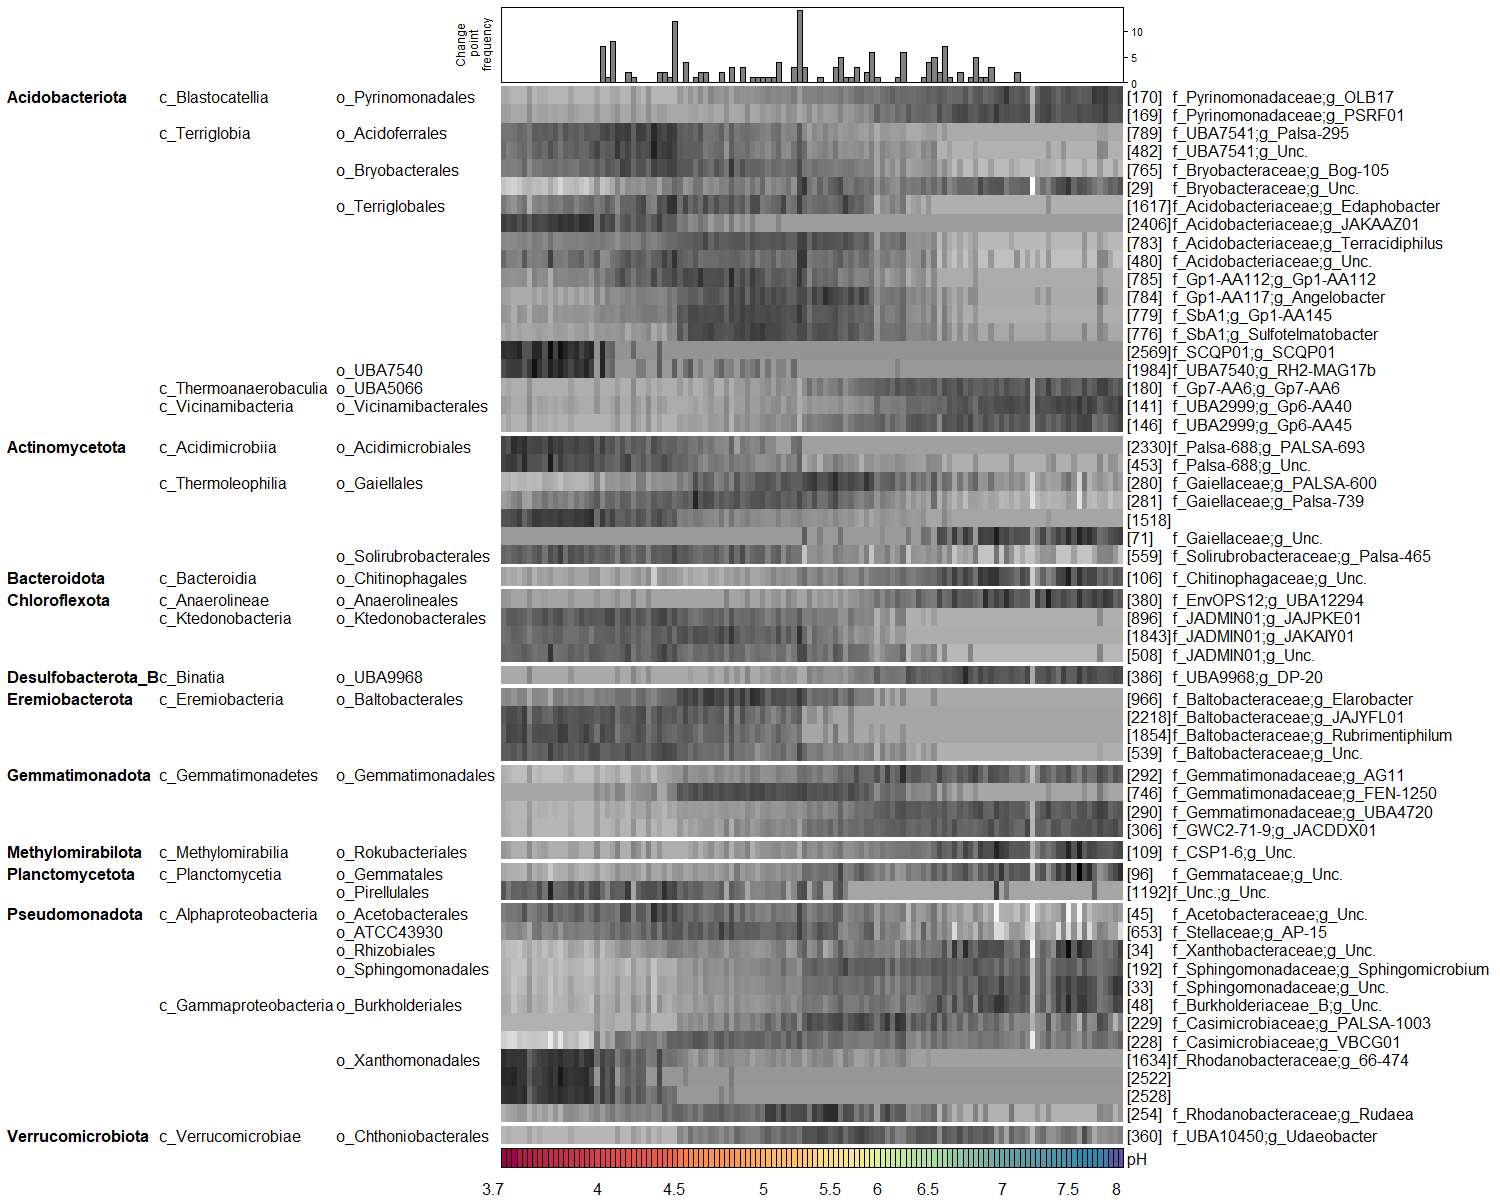 Change
point
frequency
10
5
0
Acidobacteriota c_Blastocatellia o_Pyrinomonadales [170] f_Pyrinomonadaceae;g_OLB17
[169] f_Pyrinomonadaceae;g_PSRF01
c_Terriglobia o_Acidoferrales [789] f_UBA7541;g_Palsa-295
[482] f_UBA7541;g_Unc.
o_Bryobacterales [765] f_Bryobacteraceae;g_Bog-105
[29] f_Bryobacteraceae;g_Unc.
o_Terriglobales [1617] f_Acidobacteriaceae;g_Edaphobacter
[2406] f_Acidobacteriaceae;g_JAKAAZ01
[783] f_Acidobacteriaceae;g_Terracidiphilus
[480] f_Acidobacteriaceae;g_Unc.
[785] f_Gp1-AA112;g_Gp1-AA112
[784] f_Gp1-AA117;g_Angelobacter
[779] f_SbA1;g_Gp1-AA145
[776] f_SbA1;g_Sulfotelmatobacter
[2569] f_SCQP01;g_SCQP01
o_UBA7540 [1984] f_UBA7540;g_RH2-MAG17b
c_Thermoanaerobaculia o_UBA5066 [180] f_Gp7-AA6;g_Gp7-AA6
c_Vicinamibacteria o_Vicinamibacterales [141] f_UBA2999;g_Gp6-AA40
[146] f_UBA2999;g_Gp6-AA45
Actinomycetota c_Acidimicrobiia o_Acidimicrobiales [2330] f_Palsa-688;g_PALSA-693
[453] f_Palsa-688;g_Unc.
c_Thermoleophilia o_Gaiellales [280] f_Gaiellaceae;g_PALSA-600
[281] f_Gaiellaceae;g_Palsa-739
[1518]
[71] f_Gaiellaceae;g_Unc.
o_Solirubrobacterales [559] f_Solirubrobacteraceae;g_Palsa-465
Bacteroidota c_Bacteroidia o_Chitinophagales [106] f_Chitinophagaceae;g_Unc.
Chloroflexota c_Anaerolineae o_Anaerolineales [380] f_EnvOPS12;g_UBA12294
c_Ktedonobacteria o_Ktedonobacterales [896] f_JADMIN01;g_JAJPKE01
[1843] f_JADMIN01;g_JAKAIY01
[508] f_JADMIN01;g_Unc.
Desulfobacterota_B c_Binatia o_UBA9968 [386] f_UBA9968;g_DP-20
Eremiobacterota c_Eremiobacteria o_Baltobacterales [966] f_Baltobacteraceae;g_Elarobacter
[2218] f_Baltobacteraceae;g_JAJYFL01
[1854] f_Baltobacteraceae;g_Rubrimentiphilum
[539] f_Baltobacteraceae;g_Unc.
Gemmatimonadota c_Gemmatimonadetes o_Gemmatimonadales [292] f_Gemmatimonadaceae;g_AG11
[746] f_Gemmatimonadaceae;g_FEN-1250
[290] f_Gemmatimonadaceae;g_UBA4720
[306] f_GWC2-71-9;g_JACDDX01
Methylomirabilota c_Methylomirabilia o_Rokubacteriales [109] f_CSP1-6;g_Unc.
Planctomycetota c_Planctomycetia o_Gemmatales [96] f_Gemmataceae;g_Unc.
o_Pirellulales [1192] f_Unc.;g_Unc.
Pseudomonadota c_Alphaproteobacteria o_Acetobacterales [45] f_Acetobacteraceae;g_Unc.
o_ATCC43930 [653] f_Stellaceae;g_AP-15
o_Rhizobiales [34] f_Xanthobacteraceae;g_Unc.
o_Sphingomonadales [192] f_Sphingomonadaceae;g_Sphingomicrobium
[33] f_Sphingomonadaceae;g_Unc.
c_Gammaproteobacteria o_Burkholderiales [48] f_Burkholderiaceae_B;g_Unc.
[229] f_Casimicrobiaceae;g_PALSA-1003
[228] f_Casimicrobiaceae;g_VBCG01
o_Xanthomonadales [1634] f_Rhodanobacteraceae;g_66-474
[2522]
[2528]
[254] f_Rhodanobacteraceae;g_Rudaea
Verrucomicrobiota c_Verrucomicrobiae o_Chthoniobacterales [360] f_UBA10450;g_Udaeobacter
pH
3.7 4 4.5 5 5.5 6 6.5 7 7.5 8